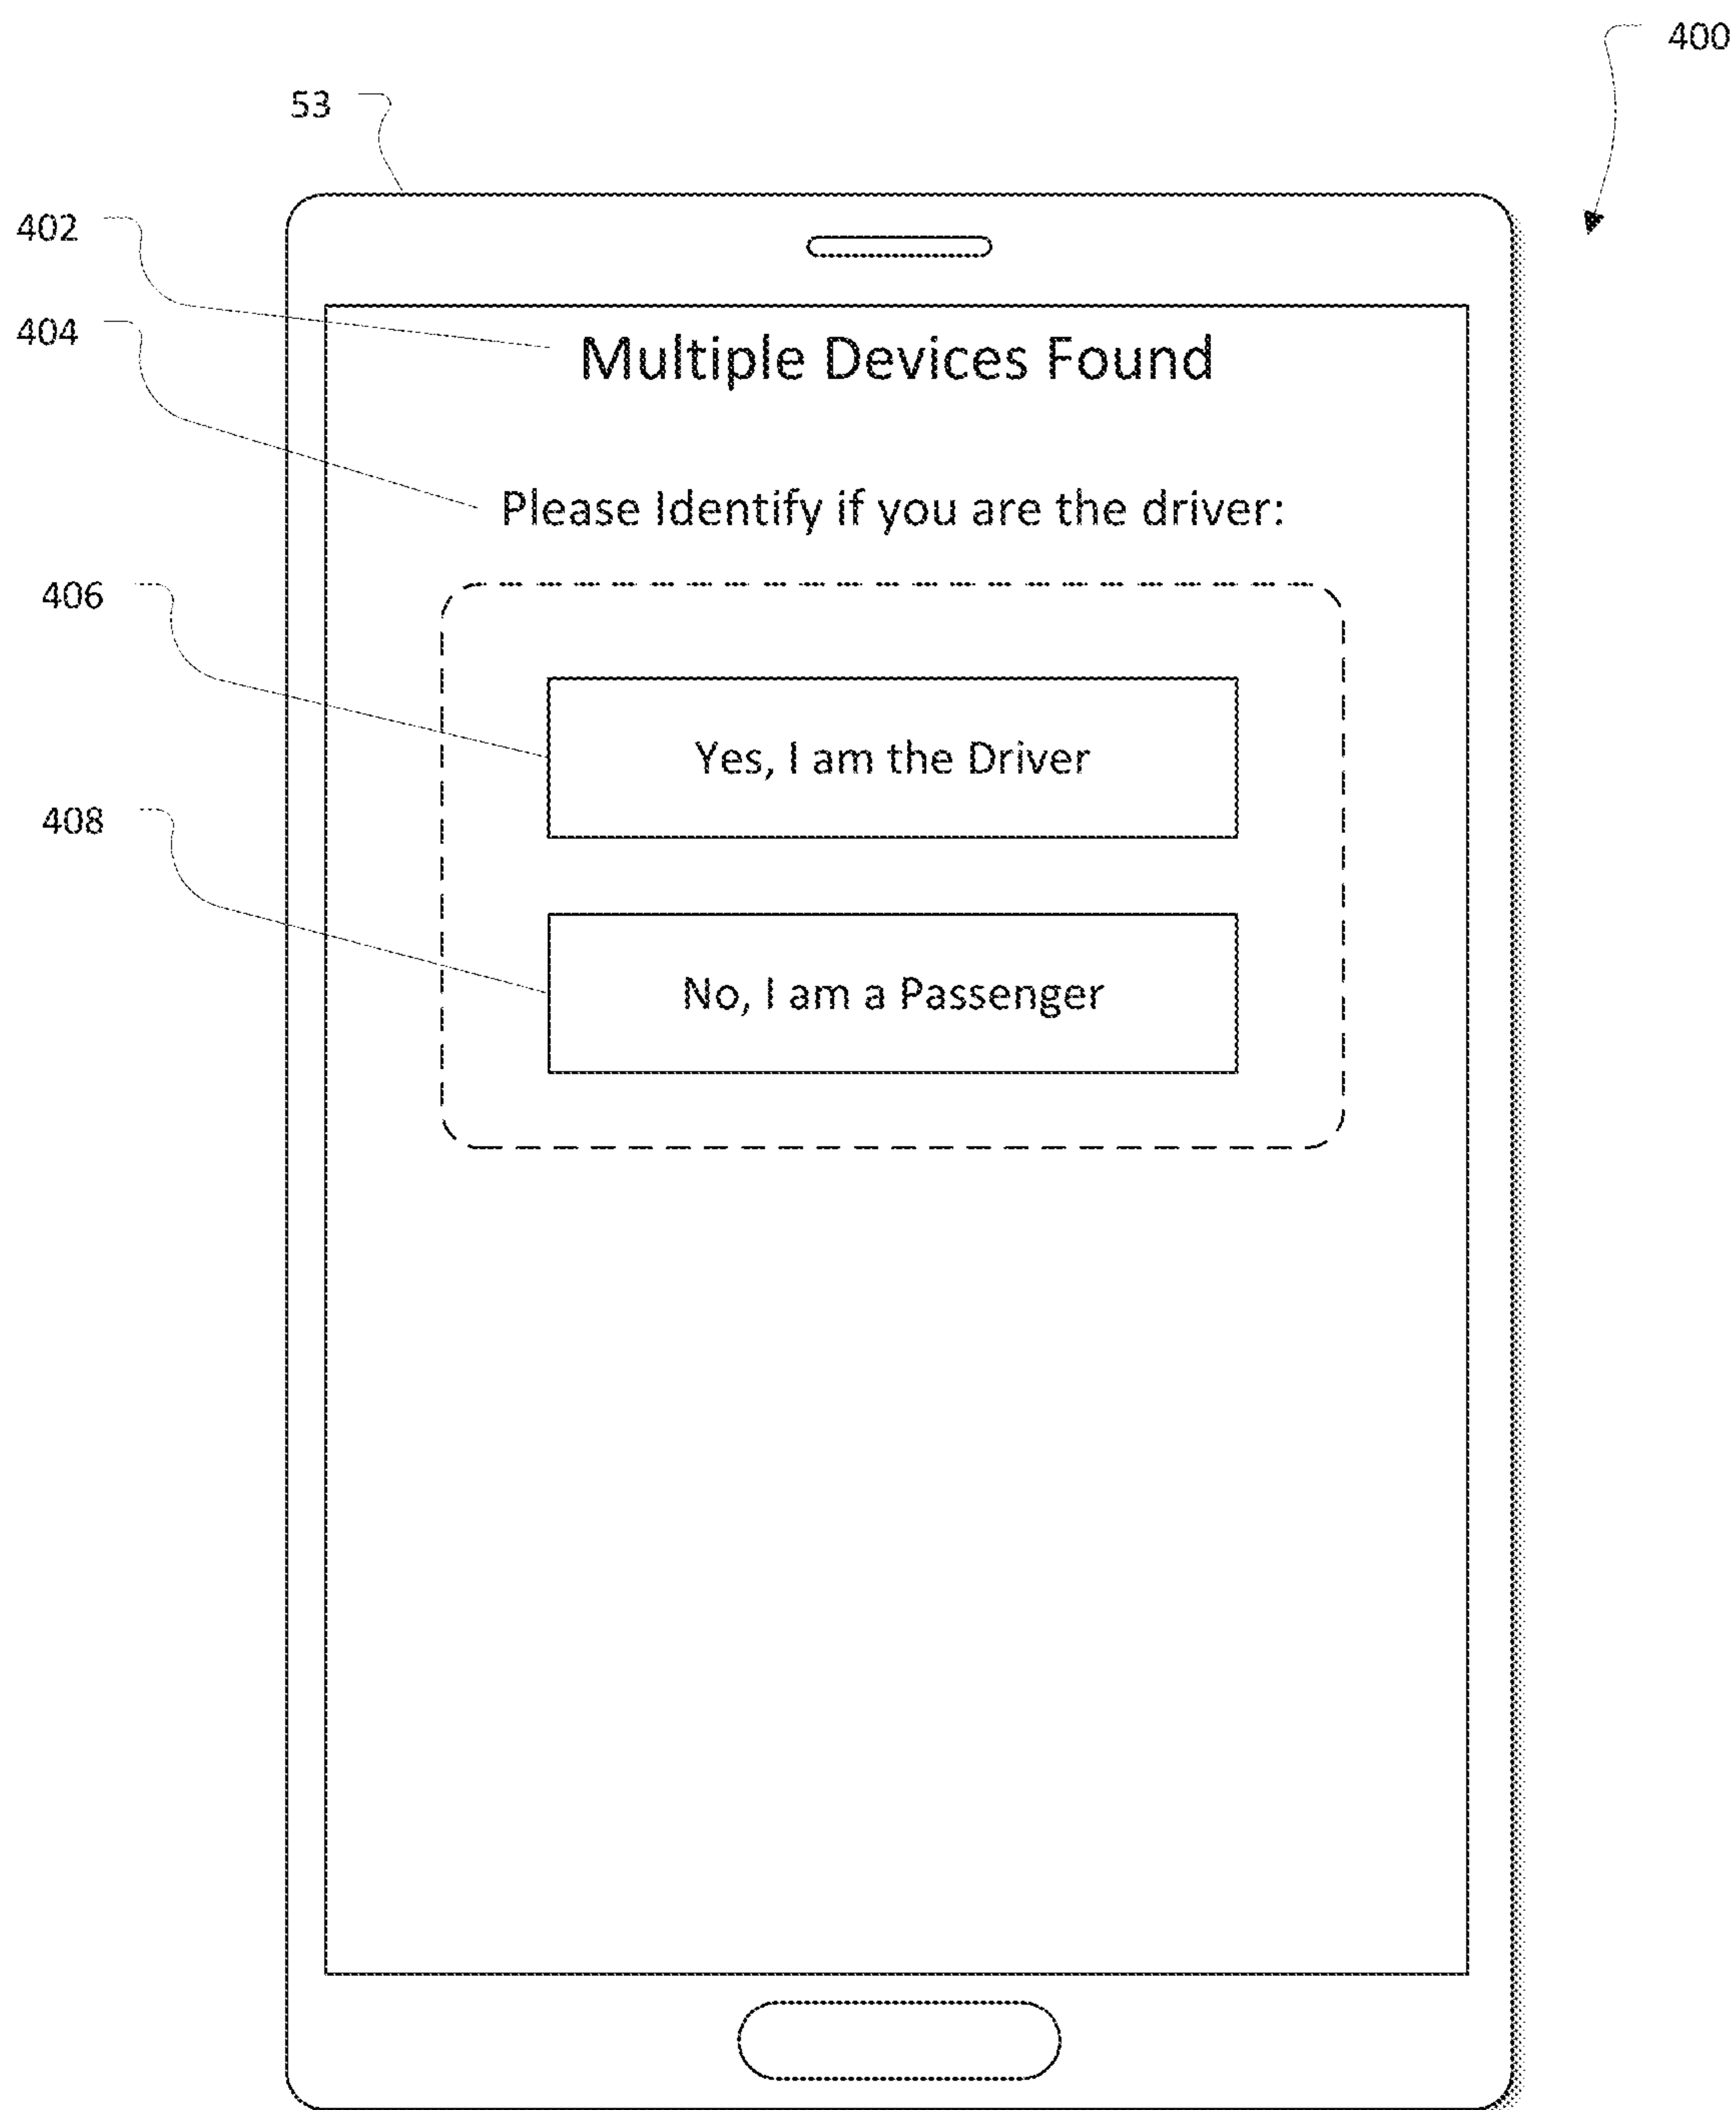 400
53
402
Multiple Devices Found
404
Please Identify if you are the driver:
406
Yes, I am the Driver
408
No, I am a Passenger